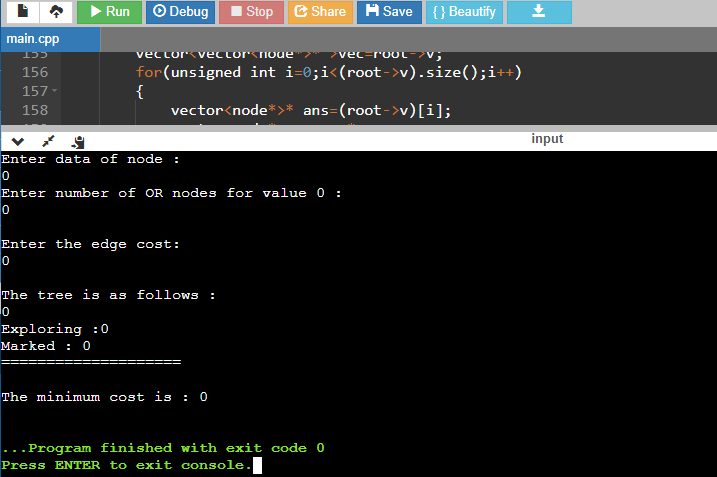 Run Debug Stop Share Save { } Beautify
main.cpp
155 vector<vector<node*>* >vec=root->v;
156 for(unsigned int i=0;i<(root->v).size();i++)
157 {
158 vector<node*>* ans=(root->v)[i];
input
Enter data of node :
0
Enter number of OR nodes for value 0 :
0
Enter the edge cost:
0
The tree is as follows :
0
Exploring :0
Marked : 0
====================
The minimum cost is : 0
...Program finished with exit code 0
Press ENTER to exit console.